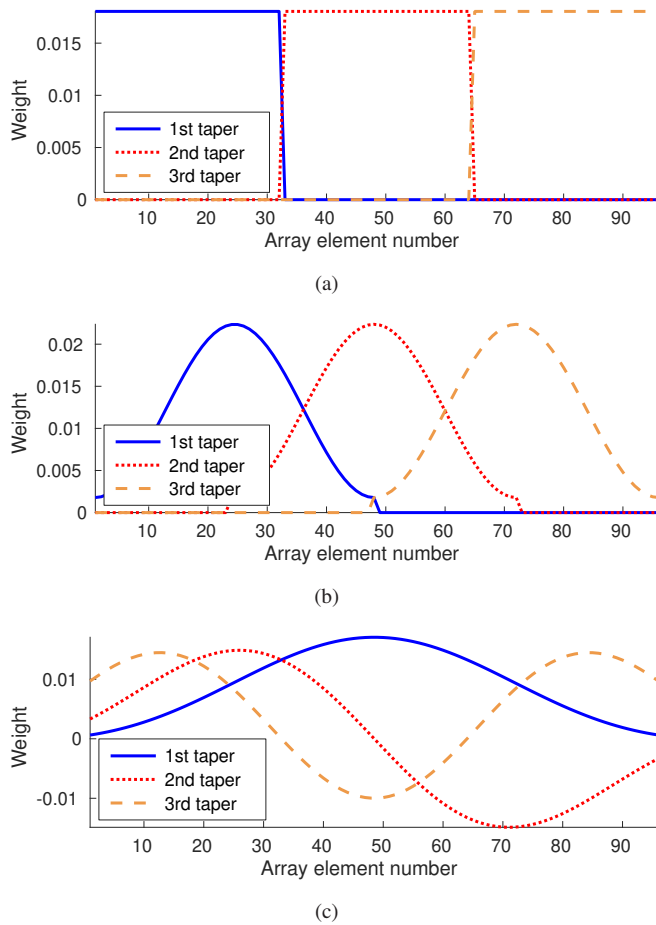 0.015
0.01
0.005
0
Weight
1st taper
2nd taper
3rd taper
10 20 30 40 50 60 70 80 90
Array element number
(a)
0.02
0.015
0.01
0.005
0
Weight
1st taper
2nd taper
3rd taper
10 20 30 40 50 60 70 80 90
Array element number
(b)
0.01
0
-0.01
Weight
1st taper
2nd taper
3rd taper
10 20 30 40 50 60 70 80 90
Array element number
(c)